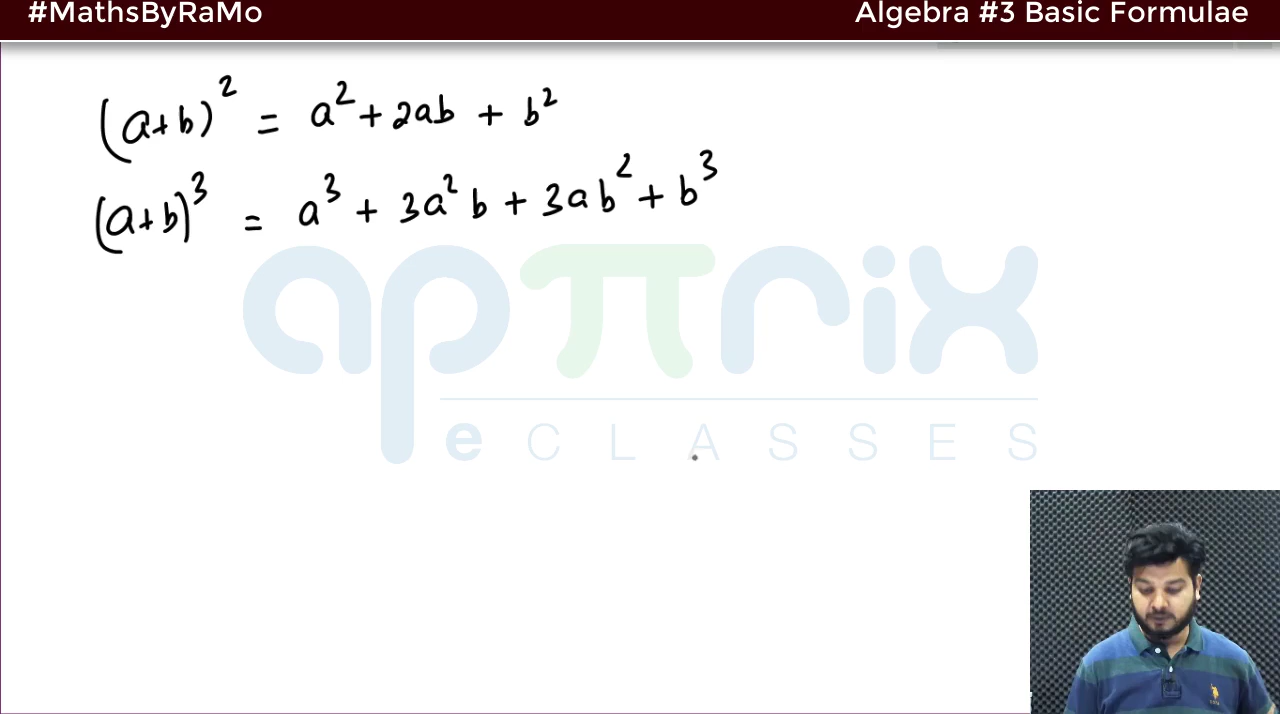 #MathsByRaMo
Algebra #3 Basic Formulae
(a+b)² = a² + 2ab + b²
(a+b)³ = a³ + 3a²b + 3ab² + b³
apπrix
eCLASSES